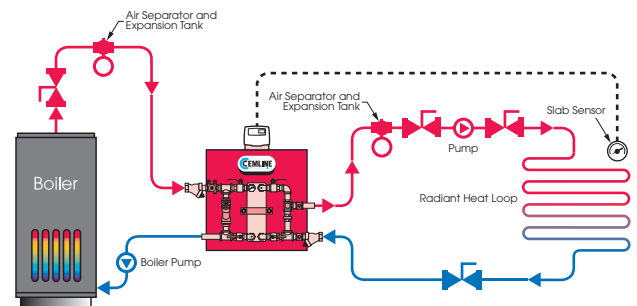 Air Separator and
Expansion Tank
Air Separator and
Expansion Tank
Slab Sensor
Pump
CEMLINE
Boiler
Radiant Heat Loop
Boiler Pump